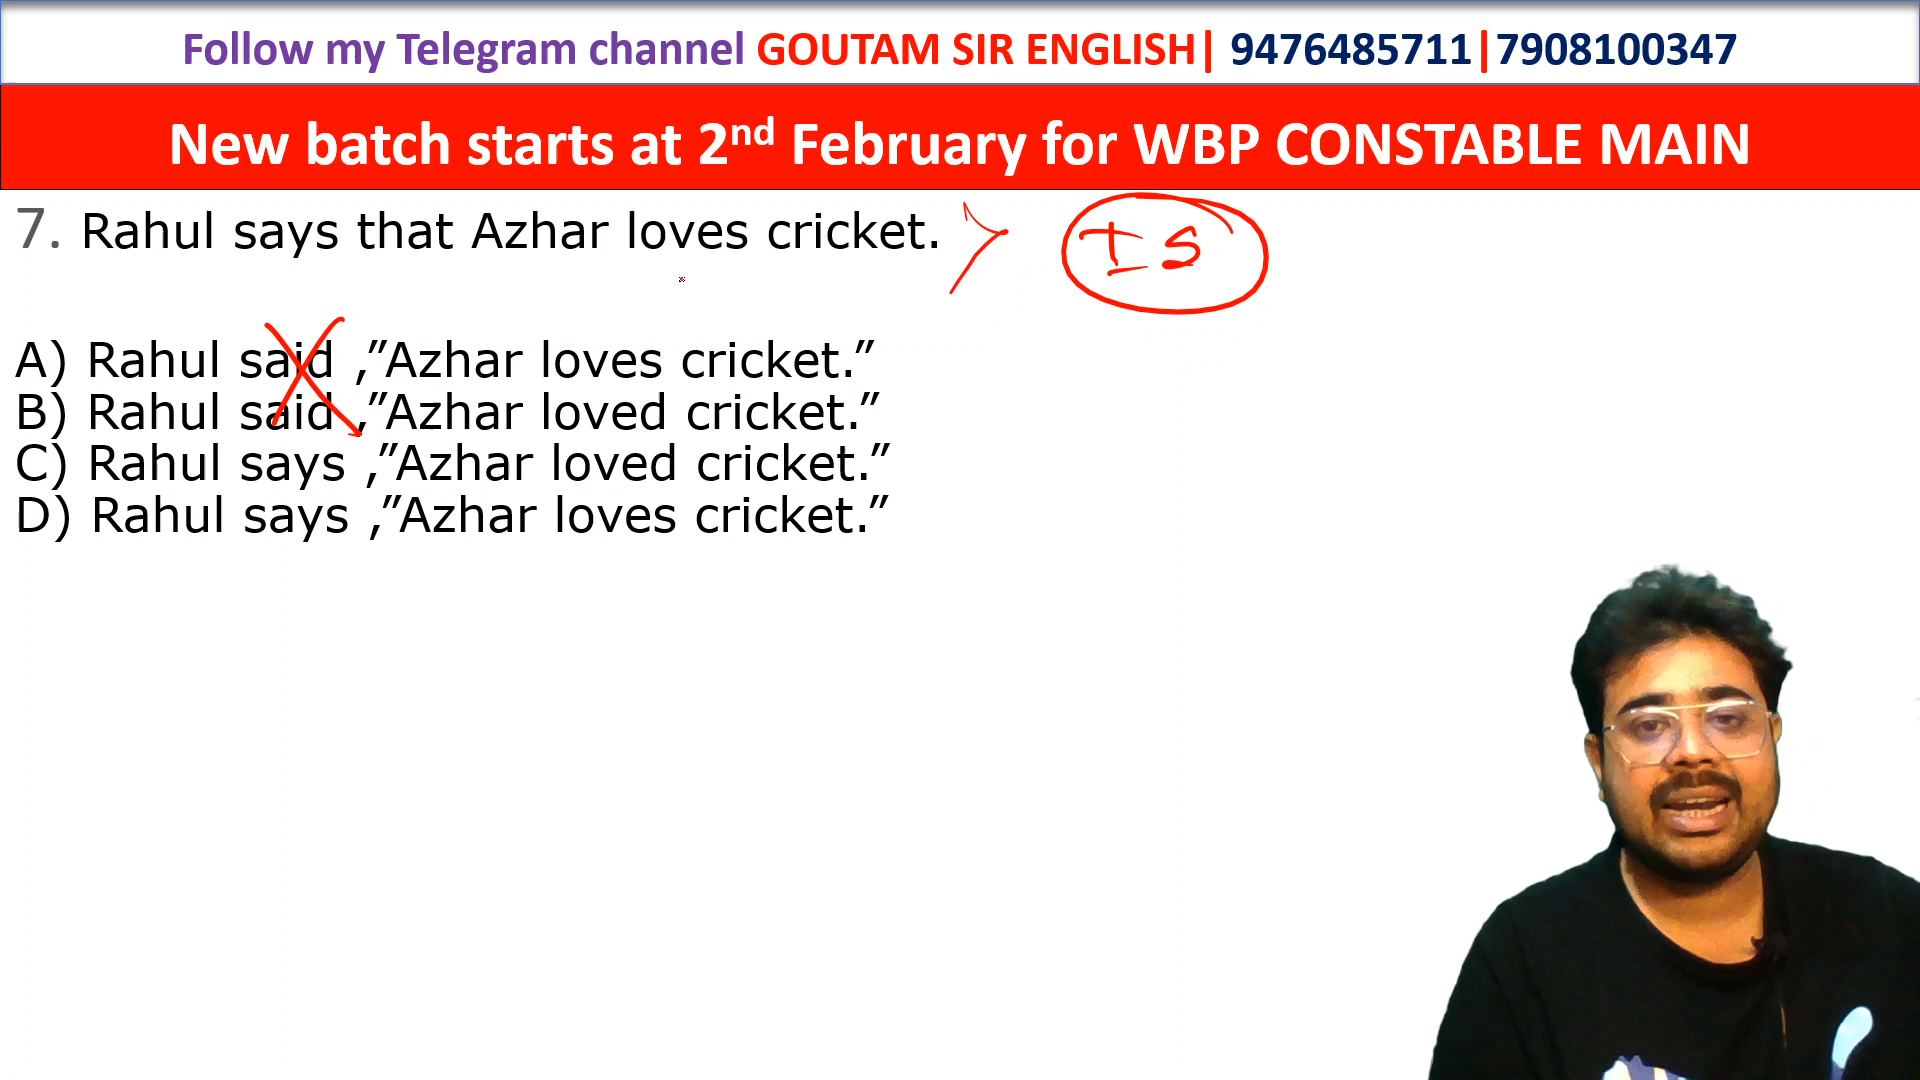 Follow my Telegram channel GOUTAM SIR ENGLISH| 9476485711|7908100347
New batch starts at 2nd February for WBP CONSTABLE MAIN
7. Rahul says that Azhar loves cricket.
IS
A) Rahul said ,”Azhar loves cricket.”
B) Rahul said ,”Azhar loved cricket.”
C) Rahul says ,”Azhar loved cricket.”
D) Rahul says ,”Azhar loves cricket.”